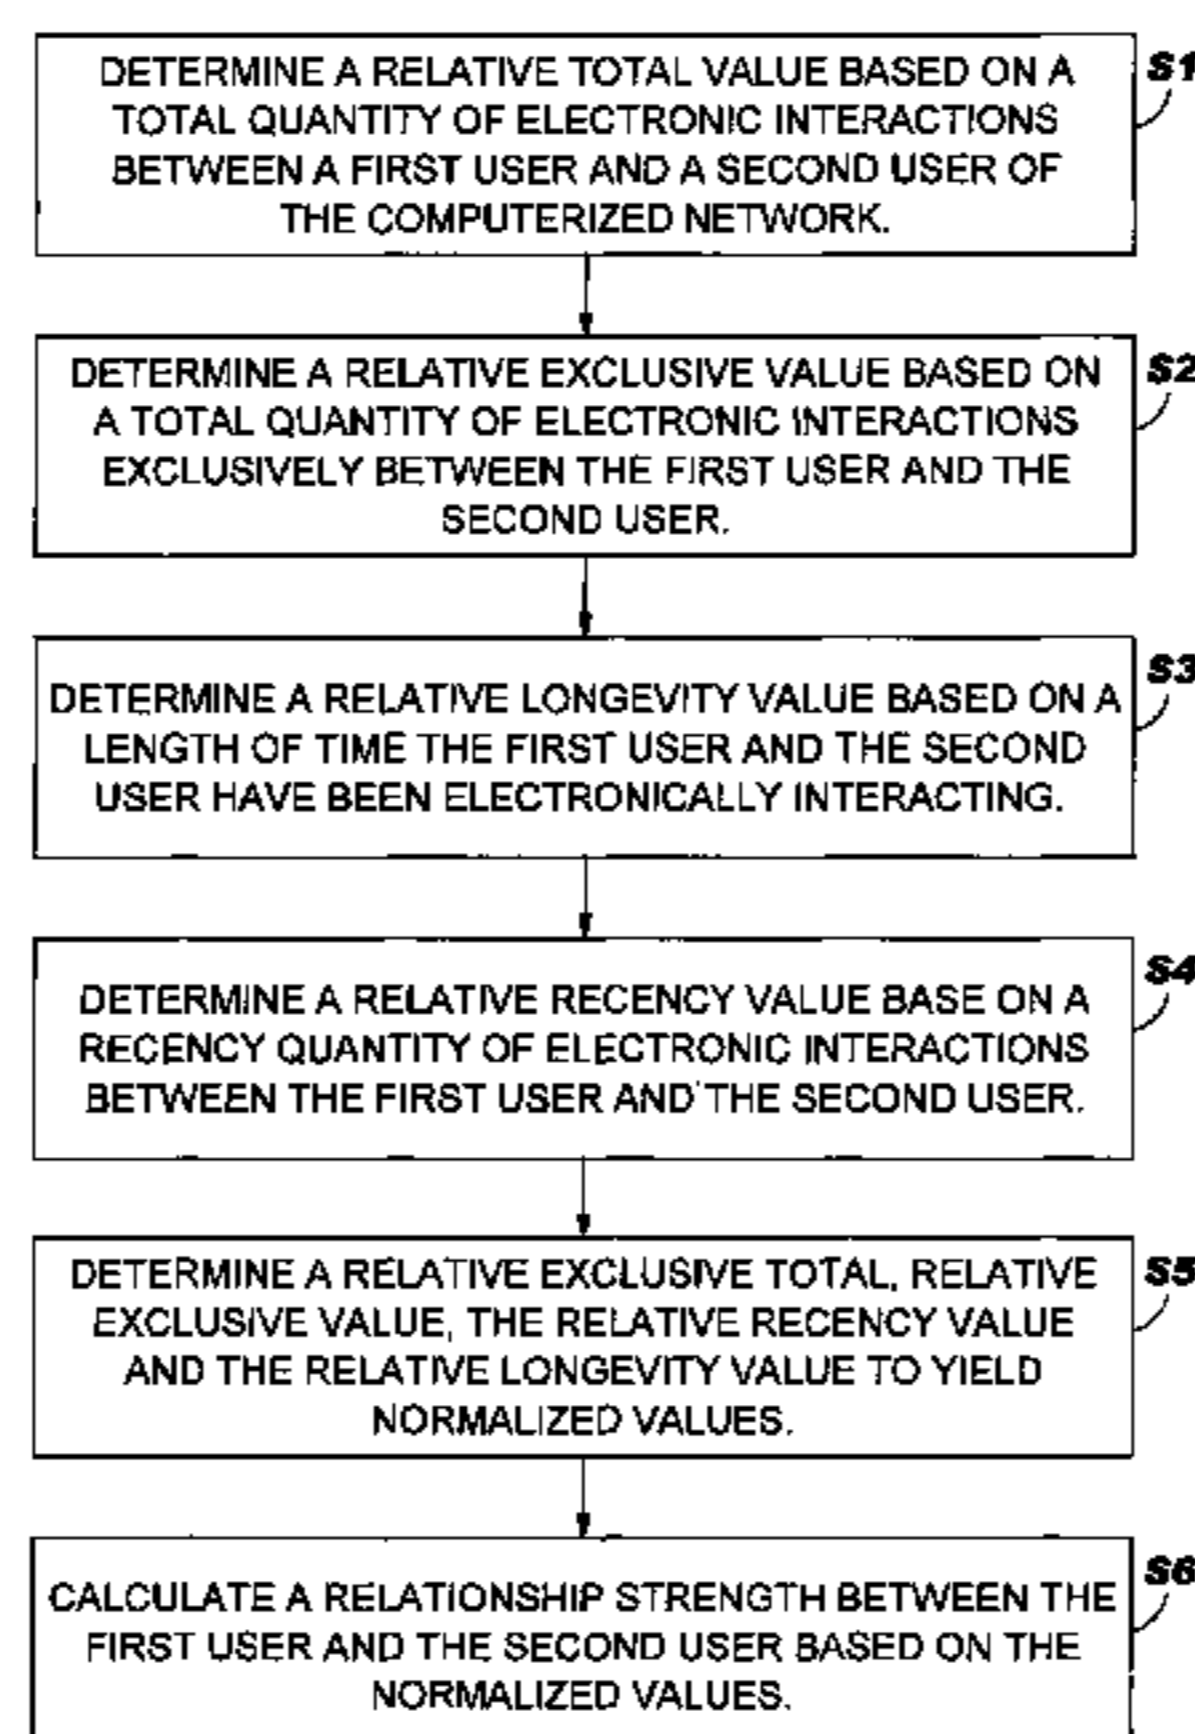 DETERMINE A RELATIVE TOTAL VALUE BASED ON A
TOTAL QUANTITY OF ELECTRONIC INTERACTIONS
BETWEEN A FIRST USER AND A SECOND USER OF
THE COMPUTERIZED NETWORK.
S1
DETERMINE A RELATIVE EXCLUSIVE VALUE BASED ON
A TOTAL QUANTITY OF ELECTRONIC INTERACTIONS
EXCLUSIVELY BETWEEN THE FIRST USER AND THE
SECOND USER.
S2
DETERMINE A RELATIVE LONGEVITY VALUE BASED ON A
LENGTH OF TIME THE FIRST USER AND THE SECOND
USER HAVE BEEN ELECTRONICALLY INTERACTING.
S3
DETERMINE A RELATIVE RECENCY VALUE BASE ON A
RECENCY QUANTITY OF ELECTRONIC INTERACTIONS
BETWEEN THE FIRST USER AND THE SECOND USER.
S4
DETERMINE A RELATIVE EXCLUSIVE TOTAL, RELATIVE
EXCLUSIVE VALUE, THE RELATIVE RECENCY VALUE
AND THE RELATIVE LONGEVITY VALUE TO YIELD
NORMALIZED VALUES.
S5
CALCULATE A RELATIONSHIP STRENGTH BETWEEN THE
FIRST USER AND THE SECOND USER BASED ON THE
NORMALIZED VALUES.
S6